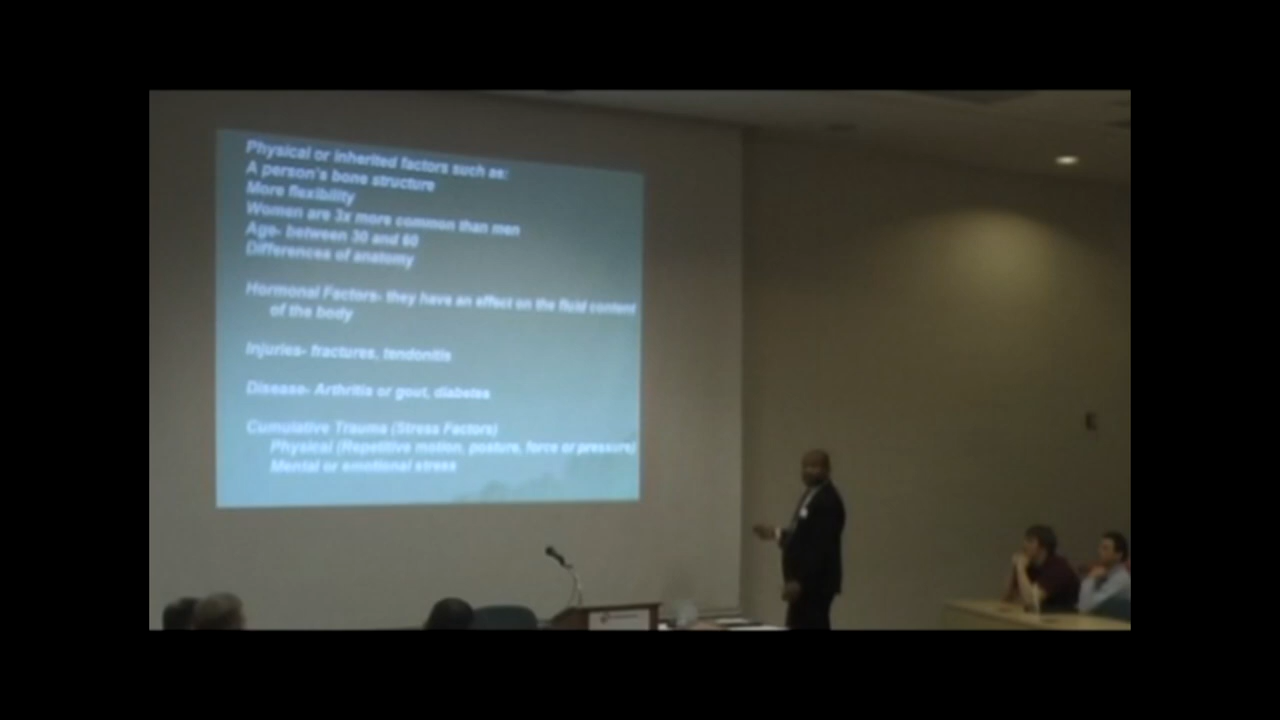 Physical or inherited factors such as:
A person's bone structure
More flexibility
Women are 3x more common than men
Age- between 30 and 60
Differences of anatomy
Hormonal Factors- they have an effect on the fluid content
of the body
Injuries- fractures, tendonitis
Disease- Arthritis or gout, diabetes
Cumulative Trauma (Stress Factors)
Physical (Repetitive motion, posture, force or pressure)
Mental or emotional stress